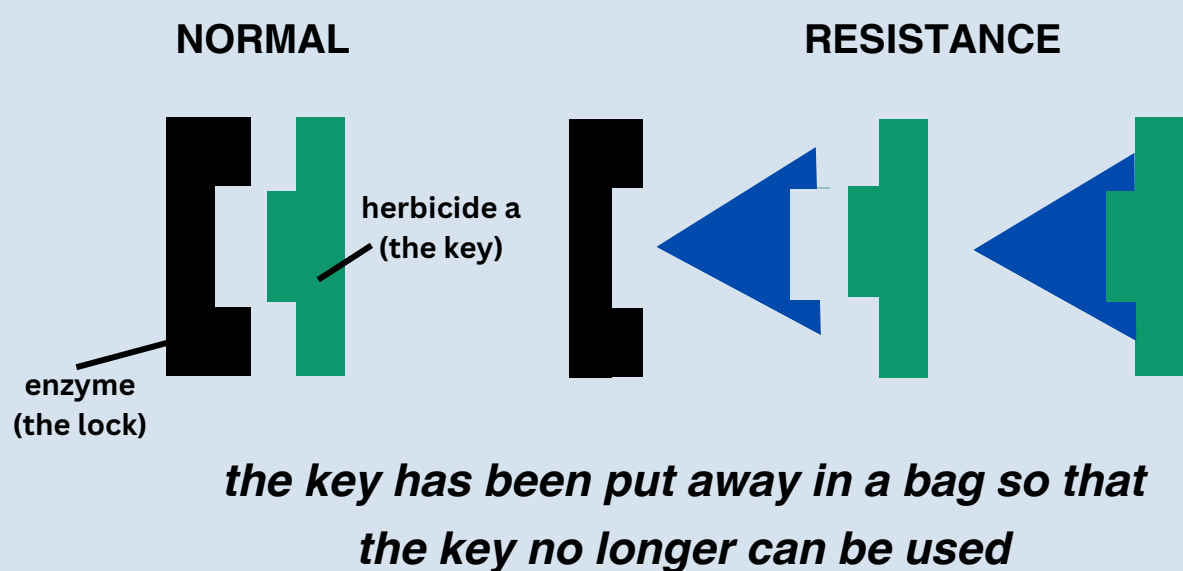 NORMAL
RESISTANCE
herbicide a
(the key)
enzyme
(the lock)
the key has been put away in a bag so that
the key no longer can be used